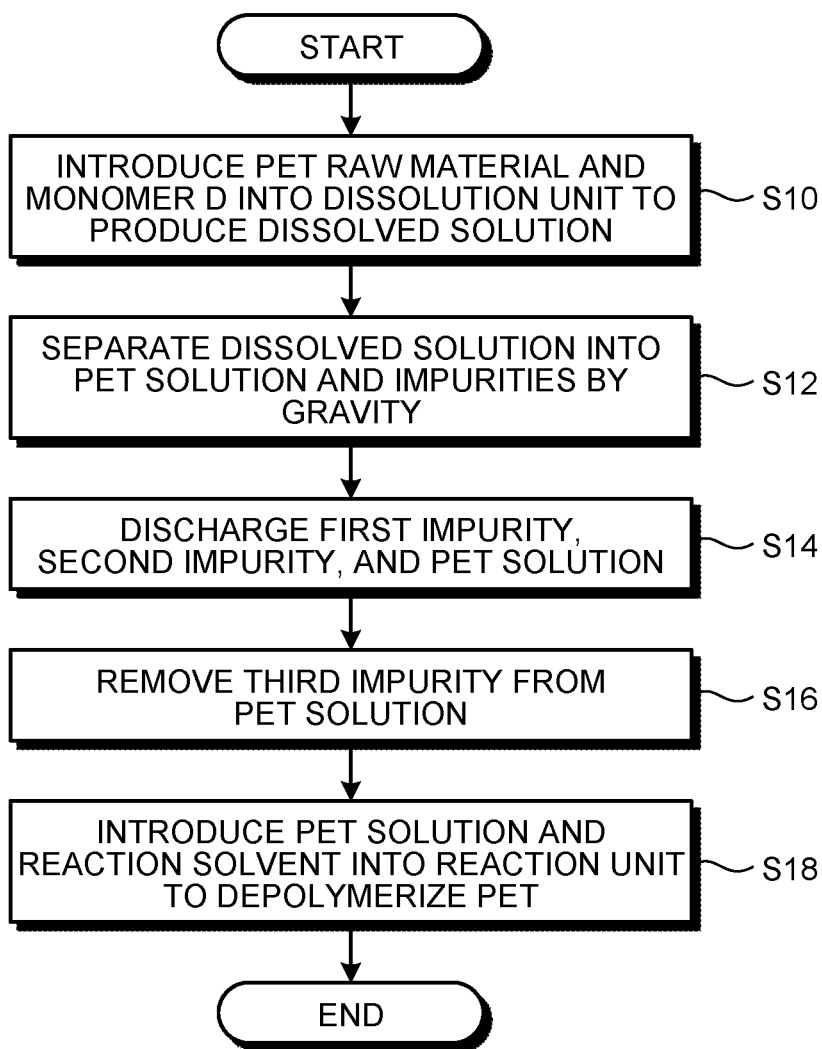 START
INTRODUCE PET RAW MATERIAL AND
MONOMER D INTO DISSOLUTION UNIT TO
PRODUCE DISSOLVED SOLUTION
S10
SEPARATE DISSOLVED SOLUTION INTO
PET SOLUTION AND IMPURITIES BY
GRAVITY
S12
DISCHARGE FIRST IMPURITY,
SECOND IMPURITY, AND PET SOLUTION
S14
REMOVE THIRD IMPURITY FROM
PET SOLUTION
S16
INTRODUCE PET SOLUTION AND
REACTION SOLVENT INTO REACTION UNIT
TO DEPOLYMERIZE PET
S18
END